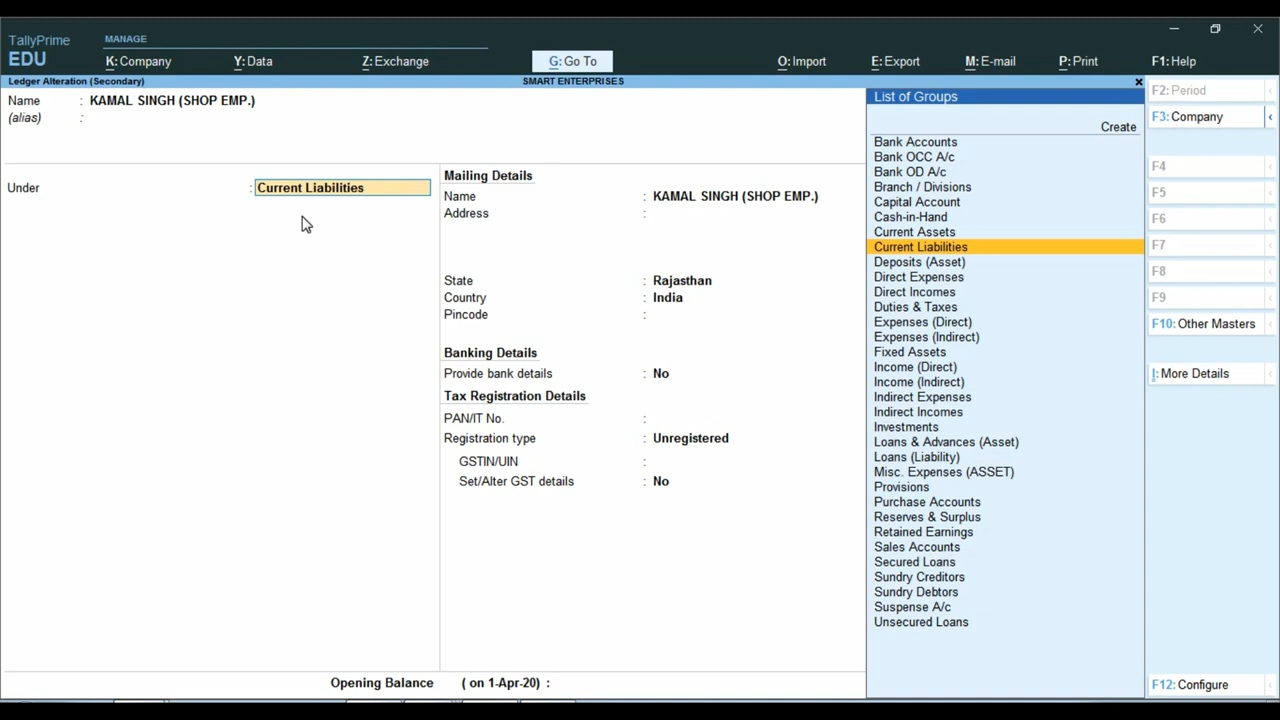 TallyPrime
EDU
MANAGE
K: Company
Y: Data
Z: Exchange
G: Go To
O: Import
E: Export
M: E-mail
P: Print
F1: Help
Ledger Alteration (Secondary)
SMART ENTERPRISES
Name : KAMAL SINGH (SHOP EMP.)
(alias) :
Under : Current Liabilities
Mailing Details
Name : KAMAL SINGH (SHOP EMP.)
Address :
State : Rajasthan
Country : India
Pincode :
Banking Details
Provide bank details : No
Tax Registration Details
PAN/IT No. :
Registration type : Unregistered
GSTIN/UIN :
Set/Alter GST details : No
Opening Balance ( on 1-Apr-20) :
List of Groups
Create
Bank Accounts
Bank OCC A/c
Bank OD A/c
Branch / Divisions
Capital Account
Cash-in-Hand
Current Assets
Current Liabilities
Deposits (Asset)
Direct Expenses
Direct Incomes
Duties & Taxes
Expenses (Direct)
Expenses (Indirect)
Fixed Assets
Income (Direct)
Income (Indirect)
Indirect Expenses
Indirect Incomes
Investments
Loans & Advances (Asset)
Loans (Liability)
Misc. Expenses (ASSET)
Provisions
Purchase Accounts
Reserves & Surplus
Retained Earnings
Sales Accounts
Secured Loans
Sundry Creditors
Sundry Debtors
Suspense A/c
Unsecured Loans
F2: Period
F3: Company
F4
F5
F6
F7
F8
F9
F10: Other Masters
I: More Details
F12: Configure